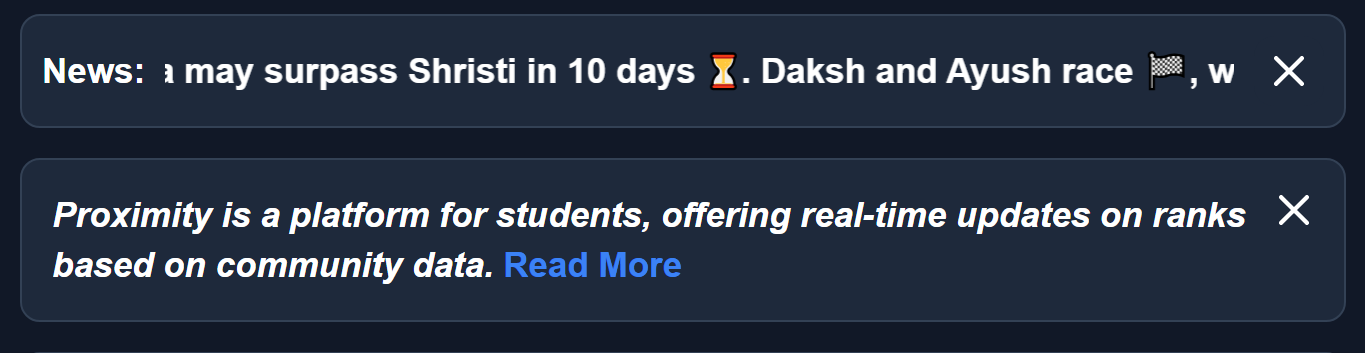 News: a may surpass Shristi in 10 days ⏳. Daksh and Ayush race 🏁, w
Proximity is a platform for students, offering real-time updates on ranks
based on community data. Read More